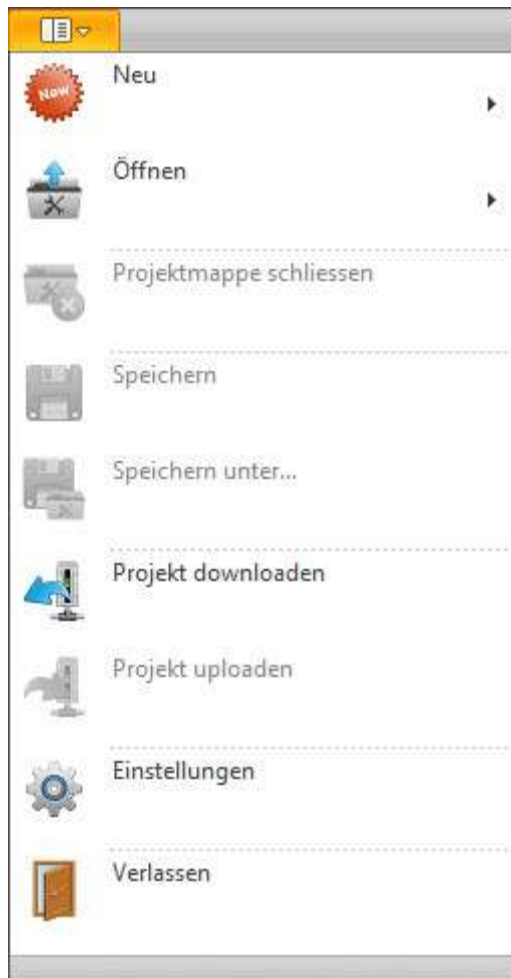 New
Neu
Öffnen
Projektmappe schliessen
Speichern
Speichern unter...
Projekt downloaden
Projekt uploaden
Einstellungen
Verlassen